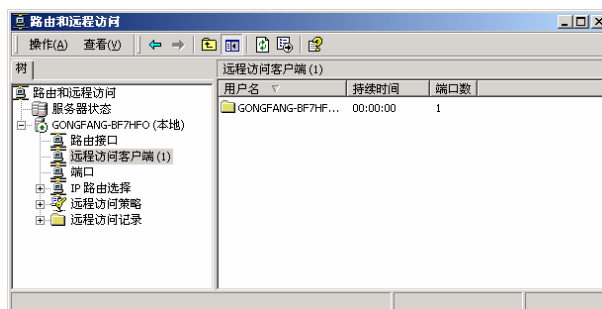 路由和远程访问
操作(A) 查看(V)
树
远程访问客户端(1)
路由和远程访问
服务器状态
GONGFANG-BF7HFO (本地)
路由接口
远程访问客户端(1)
端口
IP 路由选择
远程访问策略
远程访问记录
用户名 持续时间 端口数
GONGFANG-BF7HF... 00:00:00 1